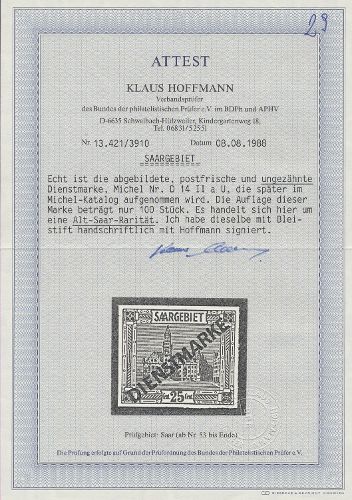 29
ATTEST
KLAUS HOFFMANN
Verbandsprüfer
des Bundes der philatelistischen Prüfer e.V. im BDPh und APHV
D-6635 Schwalbach-Hülzweiler, Kindergartenweg 18,
Tel. 06831/52551
Nr. 13.421/3910 Datum 08.08.1988
SAARGEBIET
Echt ist die abgebildete, postfrische und ungezähnte
Dienstmarke, Michel Nr. D 14 II a U, die später im
Michel-Katalog aufgenommen wird. Die Auflage dieser
Marke beträgt nur 100 Stück. Es handelt sich hier um
eine Alt-Saar-Rarität. Ich habe dieselbe mit Blei-
stift handschriftlich mit Hoffmann signiert.
SAARGEBIET
DIENSTMARKE
cent. 25 cent.
Prüfgebiet: Saar (ab Nr. 53 bis Ende)
Die Prüfung erfolgte auf Grund der Prüfordnung des Bundes der Philatelistischen Prüfer e.V.